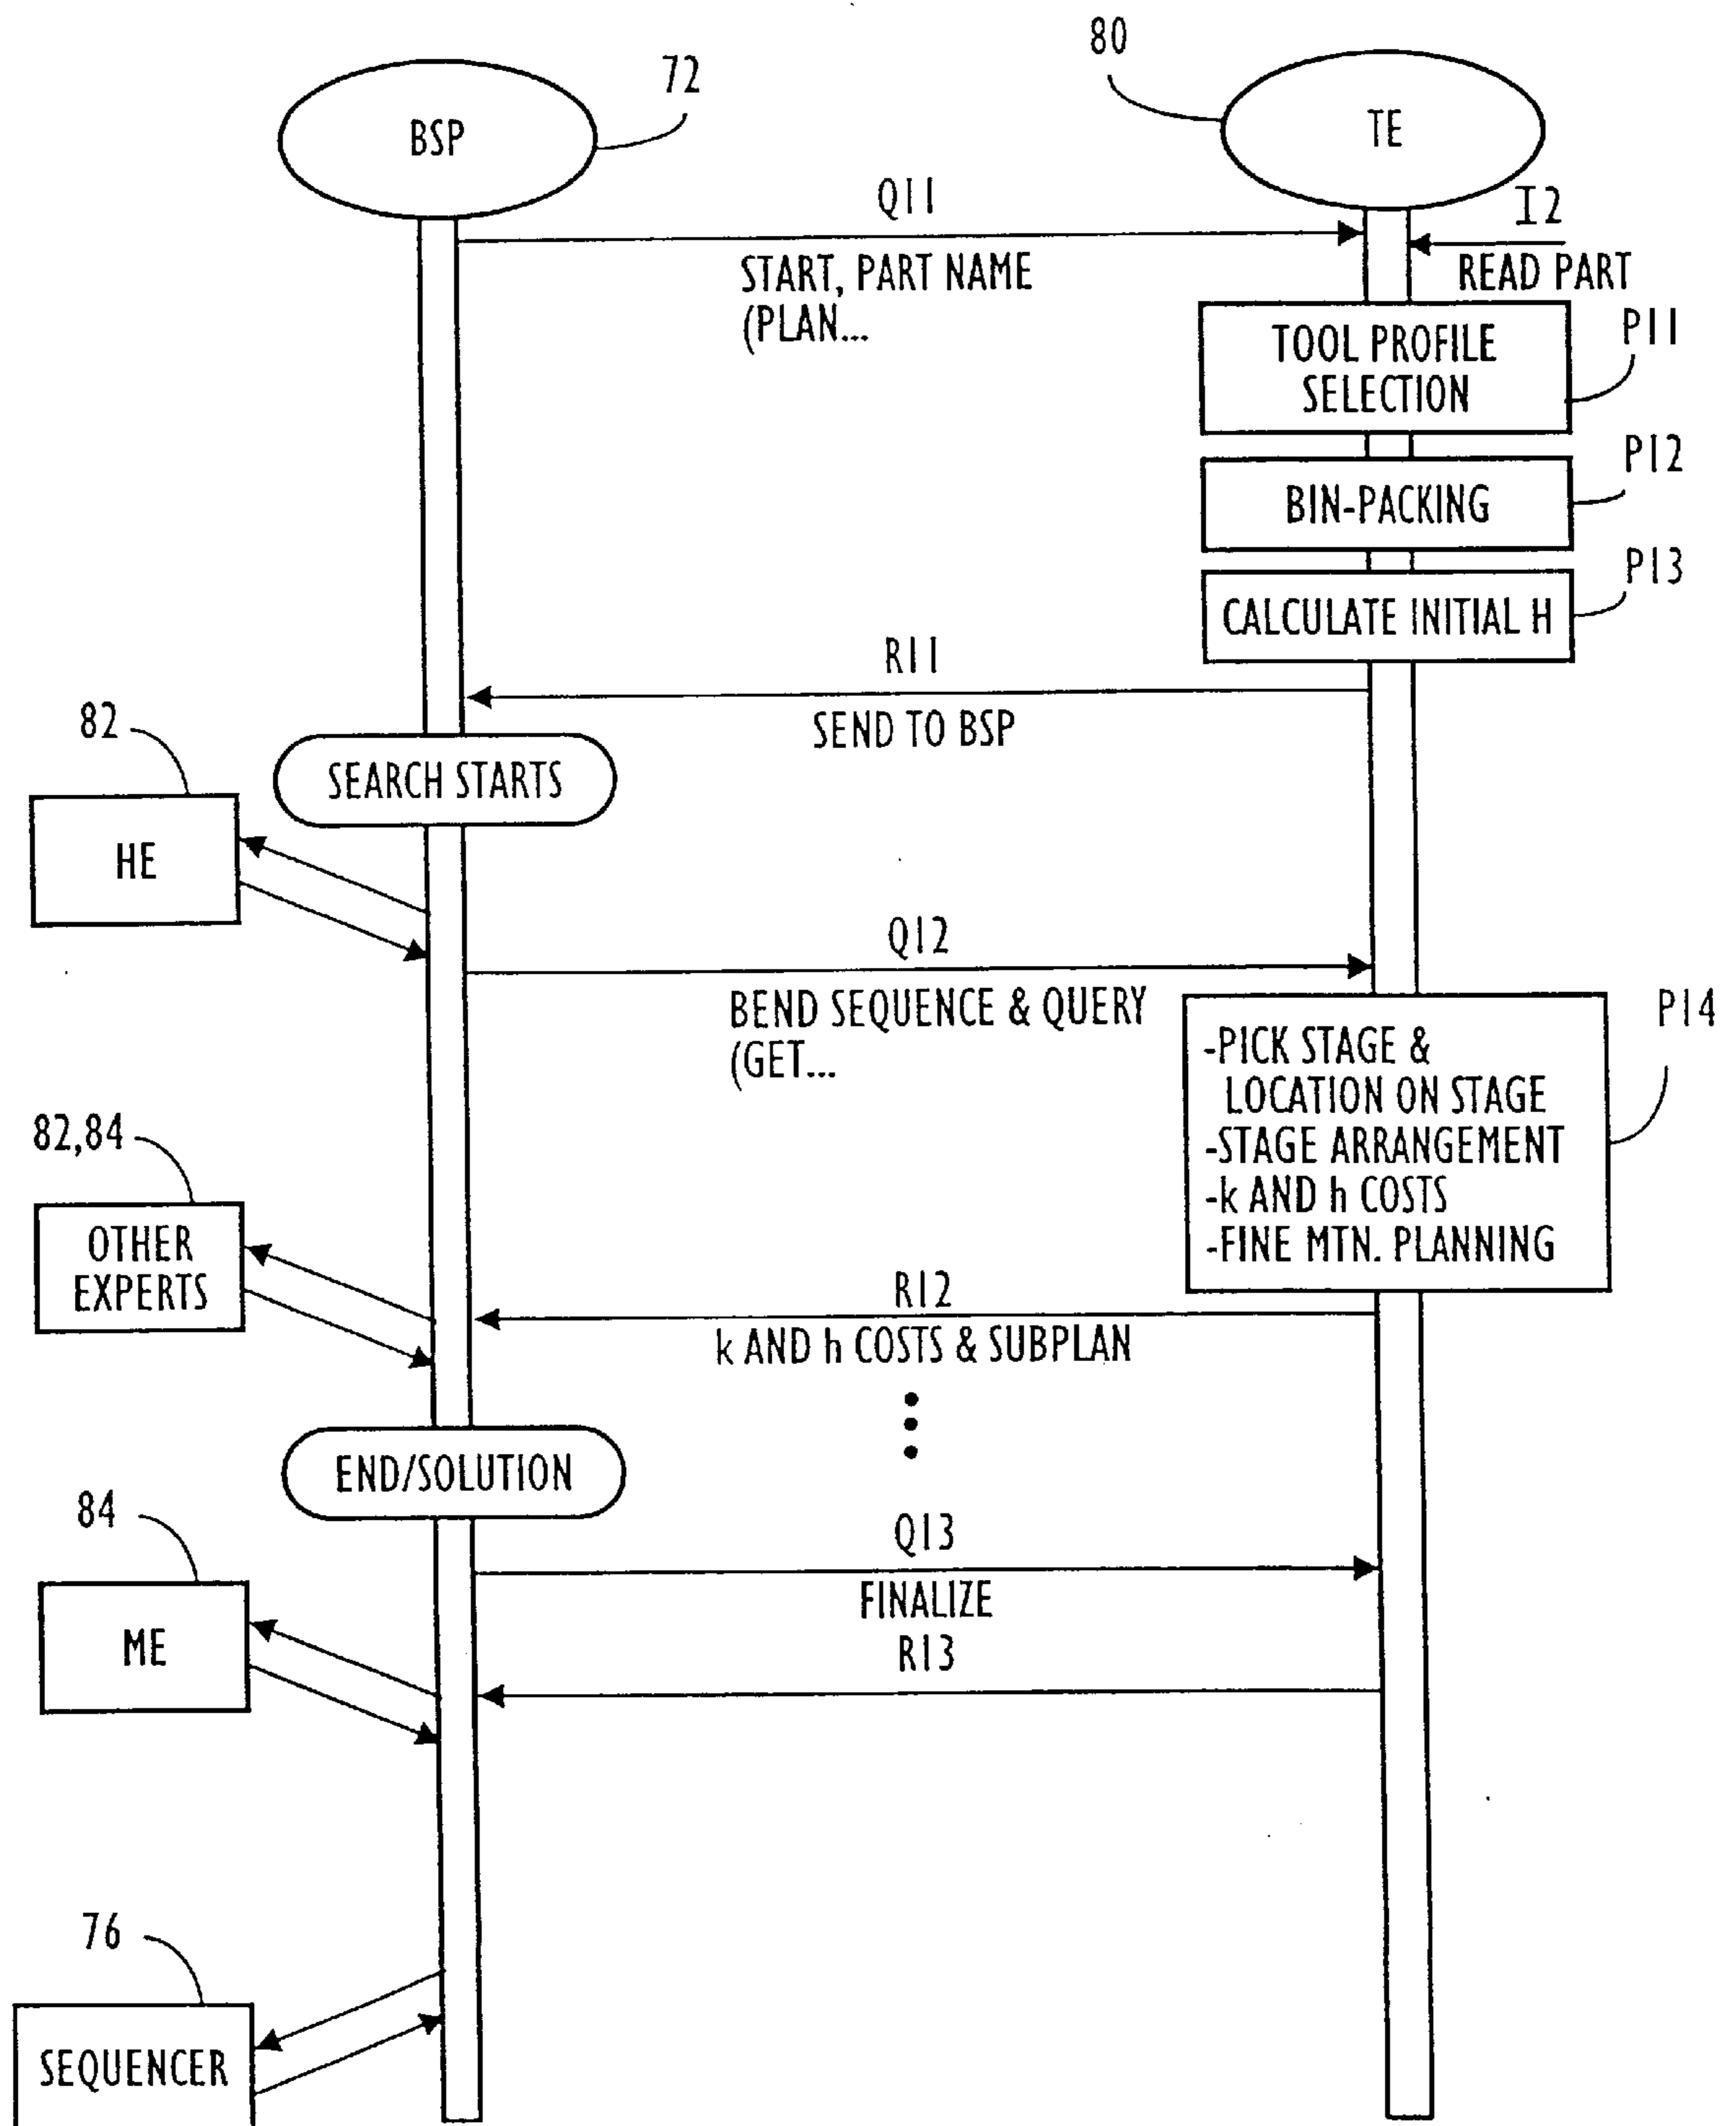 80
72
BSP
TE
Q11
I2
START, PART NAME
(PLAN...
READ PART
P11
TOOL PROFILE
SELECTION
P12
BIN-PACKING
P13
CALCULATE INITIAL H
R11
SEND TO BSP
82
SEARCH STARTS
HE
Q12
BEND SEQUENCE & QUERY
(GET...
P14
-PICK STAGE &
LOCATION ON STAGE
-STAGE ARRANGEMENT
-k AND h COSTS
-FINE MTN. PLANNING
82,84
OTHER
EXPERTS
R12
k AND h COSTS & SUBPLAN
END/SOLUTION
84
Q13
FINALIZE
ME
R13
76
SEQUENCER